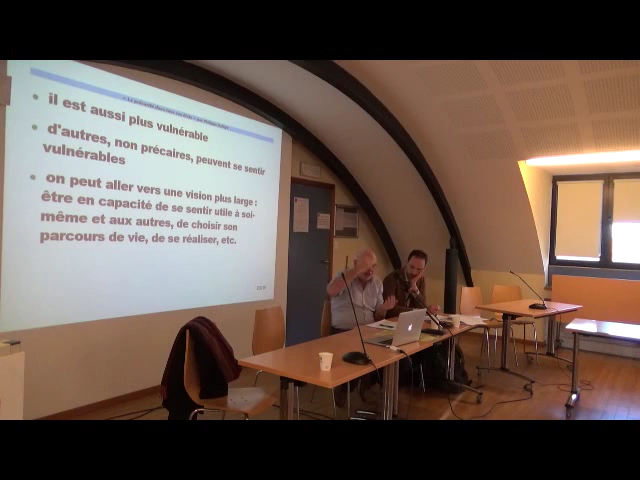 • il est aussi plus vulnérable
• d'autres, non précaires, peuvent se sentir
vulnérables
• on peut aller vers une vision plus large :
être en capacité de se sentir utile à soi-
même et aux autres, de choisir son
parcours de vie, de se réaliser, etc.